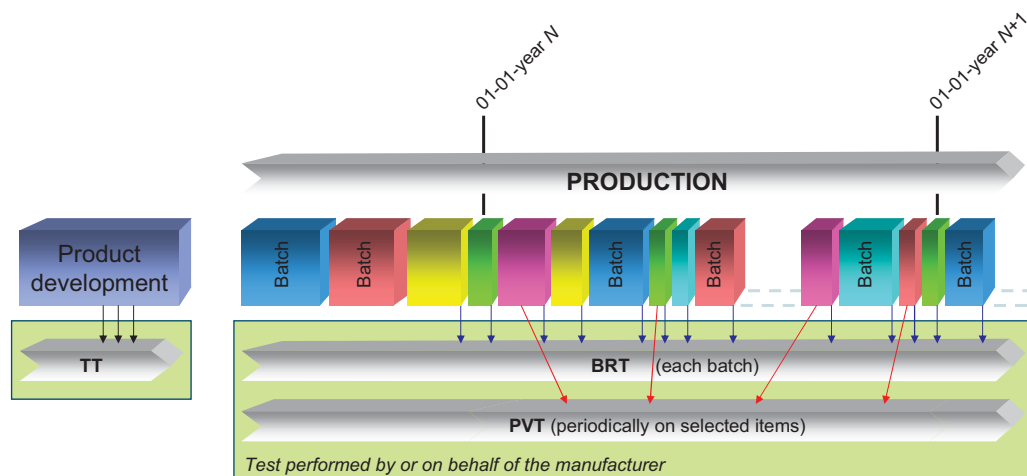 01-01-year N
01-01-year N+1
PRODUCTION
Product
development
Batch
Batch
Batch
Batch
Batch
Batch
TT
BRT (each batch)
PVT (periodically on selected items)
Test performed by or on behalf of the manufacturer